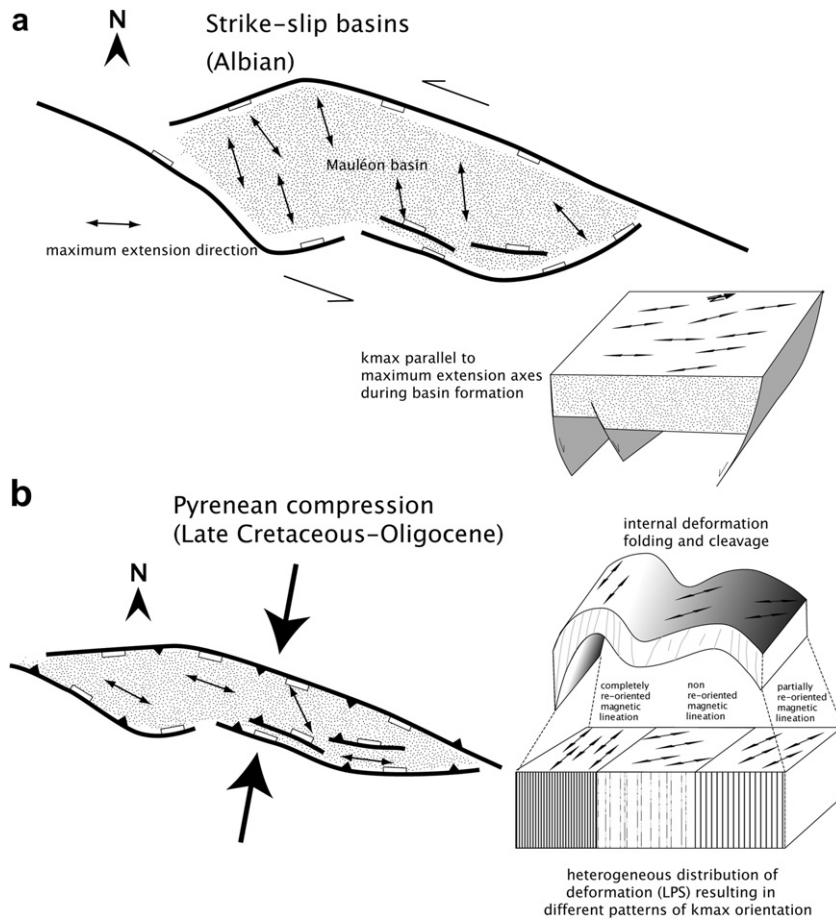 a
N
Strike-slip basins
(Albian)
Mauléon basin
maximum extension direction
kmax parallel to
maximum extension axes
during basin formation
b
Pyrenean compression
(Late Cretaceous-Oligocene)
N
internal deformation
folding and cleavage
completely
re-oriented
magnetic
lineation
non
re-oriented
magnetic
lineation
partially
re-oriented
magnetic
lineation
heterogeneous distribution of
deformation (LPS) resulting in
different patterns of kmax orientation